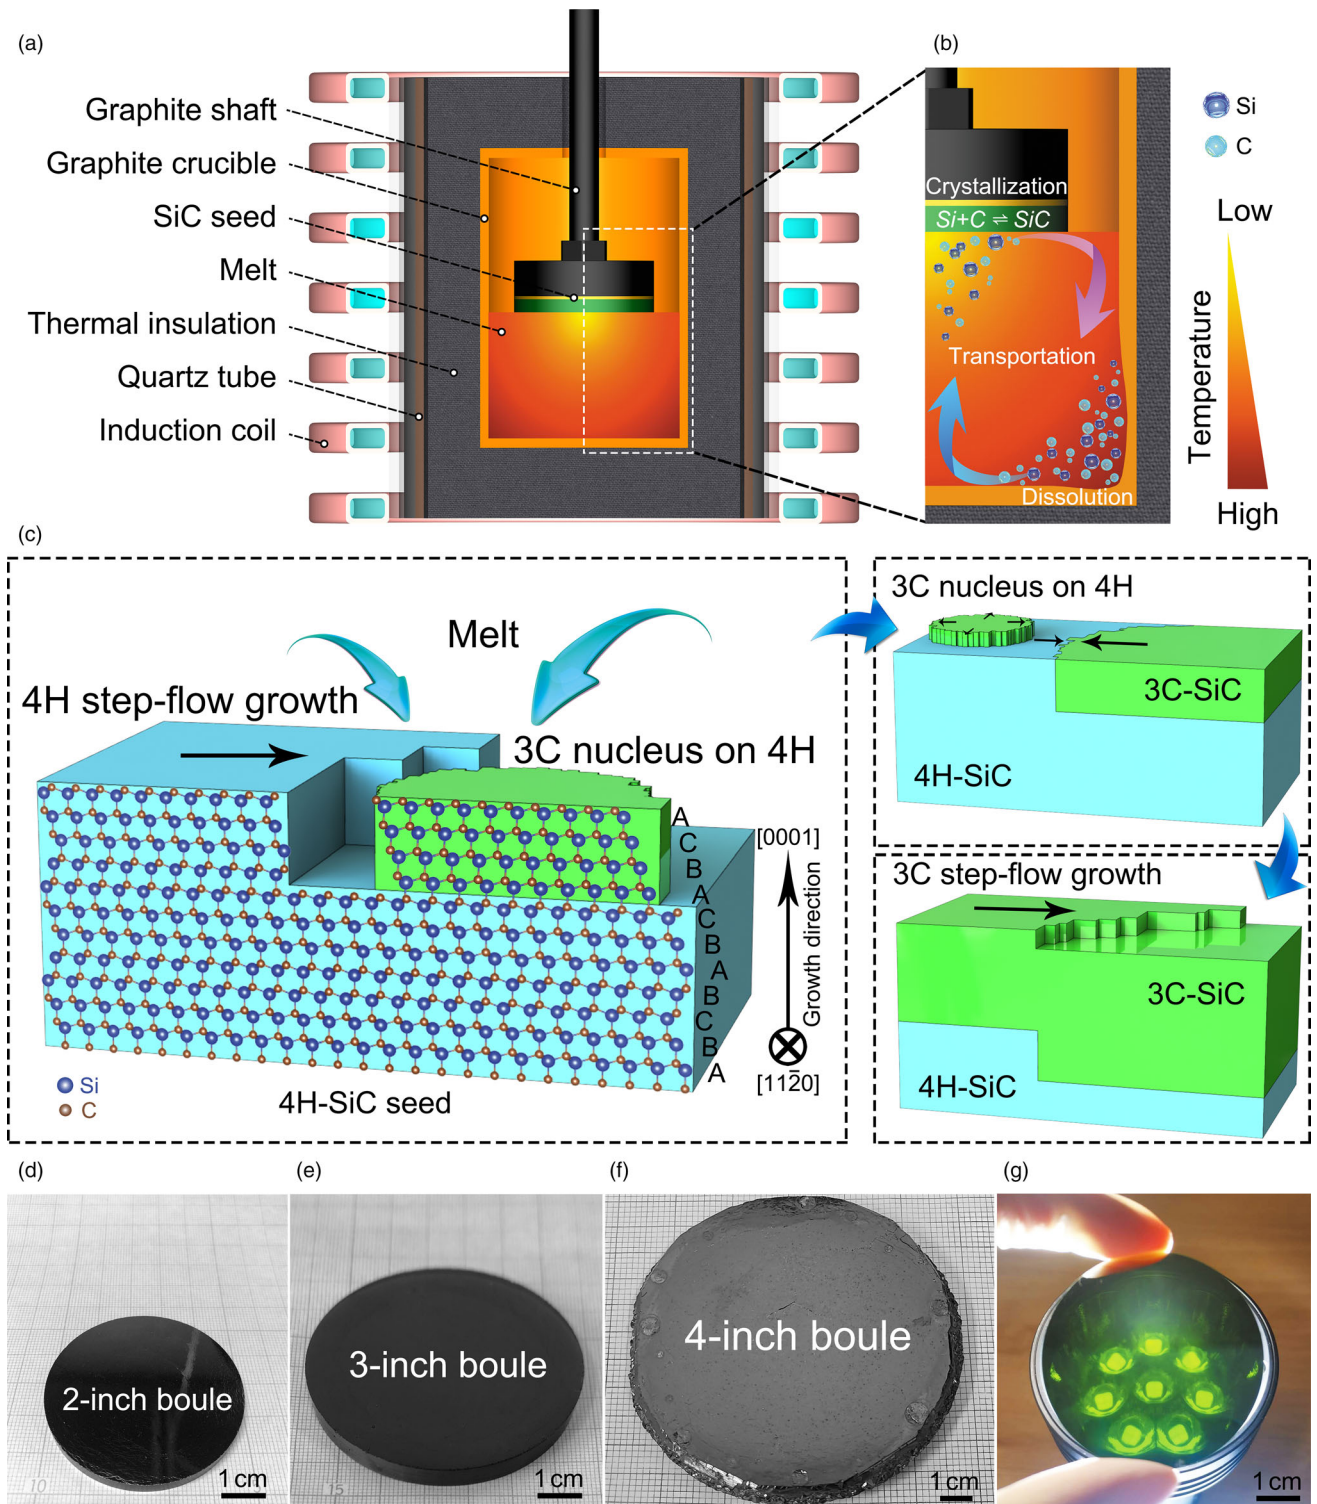 (a)
Graphite shaft
Graphite crucible
SiC seed
Melt
Thermal insulation
Quartz tube
Induction coil
(b)
Si
C
Crystallization
Si+C ⇌ SiC
Transportation
Dissolution
Low
Temperature
High
(c)
Melt
4H step-flow growth
3C nucleus on 4H
A
C
B
A
C
B
A
B
C
B
A
[0001]
Growth direction
[112̄0]
Si
C
4H-SiC seed
3C nucleus on 4H
3C-SiC
4H-SiC
3C step-flow growth
3C-SiC
4H-SiC
(d)
2-inch boule
10
1 cm
(e)
3-inch boule
15
1 cm
(f)
4-inch boule
1 cm
(g)
1 cm